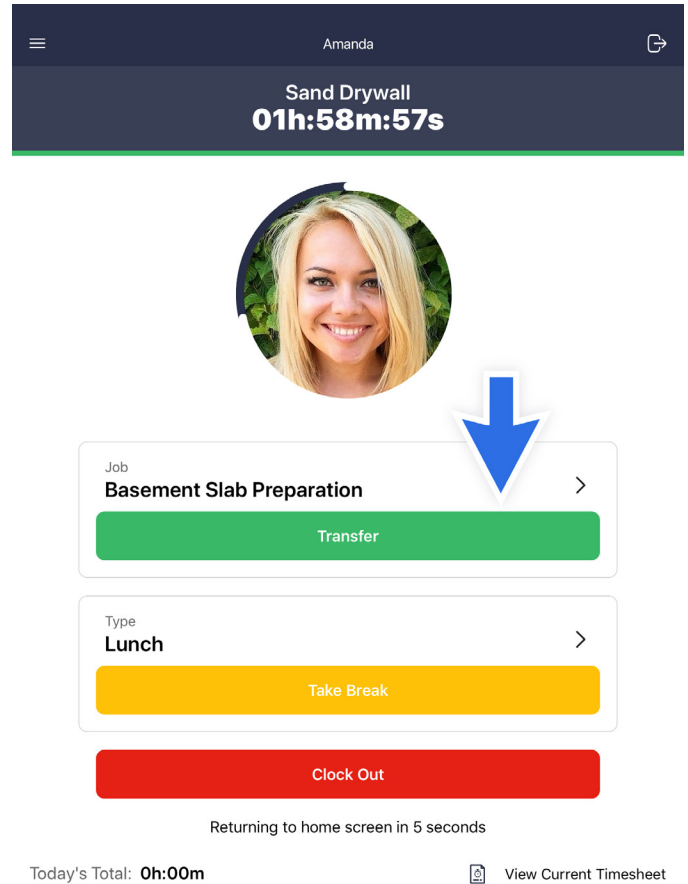 Amanda
Sand Drywall
01h:58m:57s
Job
Basement Slab Preparation
Transfer
Type
Lunch
Take Break
Clock Out
Returning to home screen in 5 seconds
Today's Total: 0h:00m View Current Timesheet